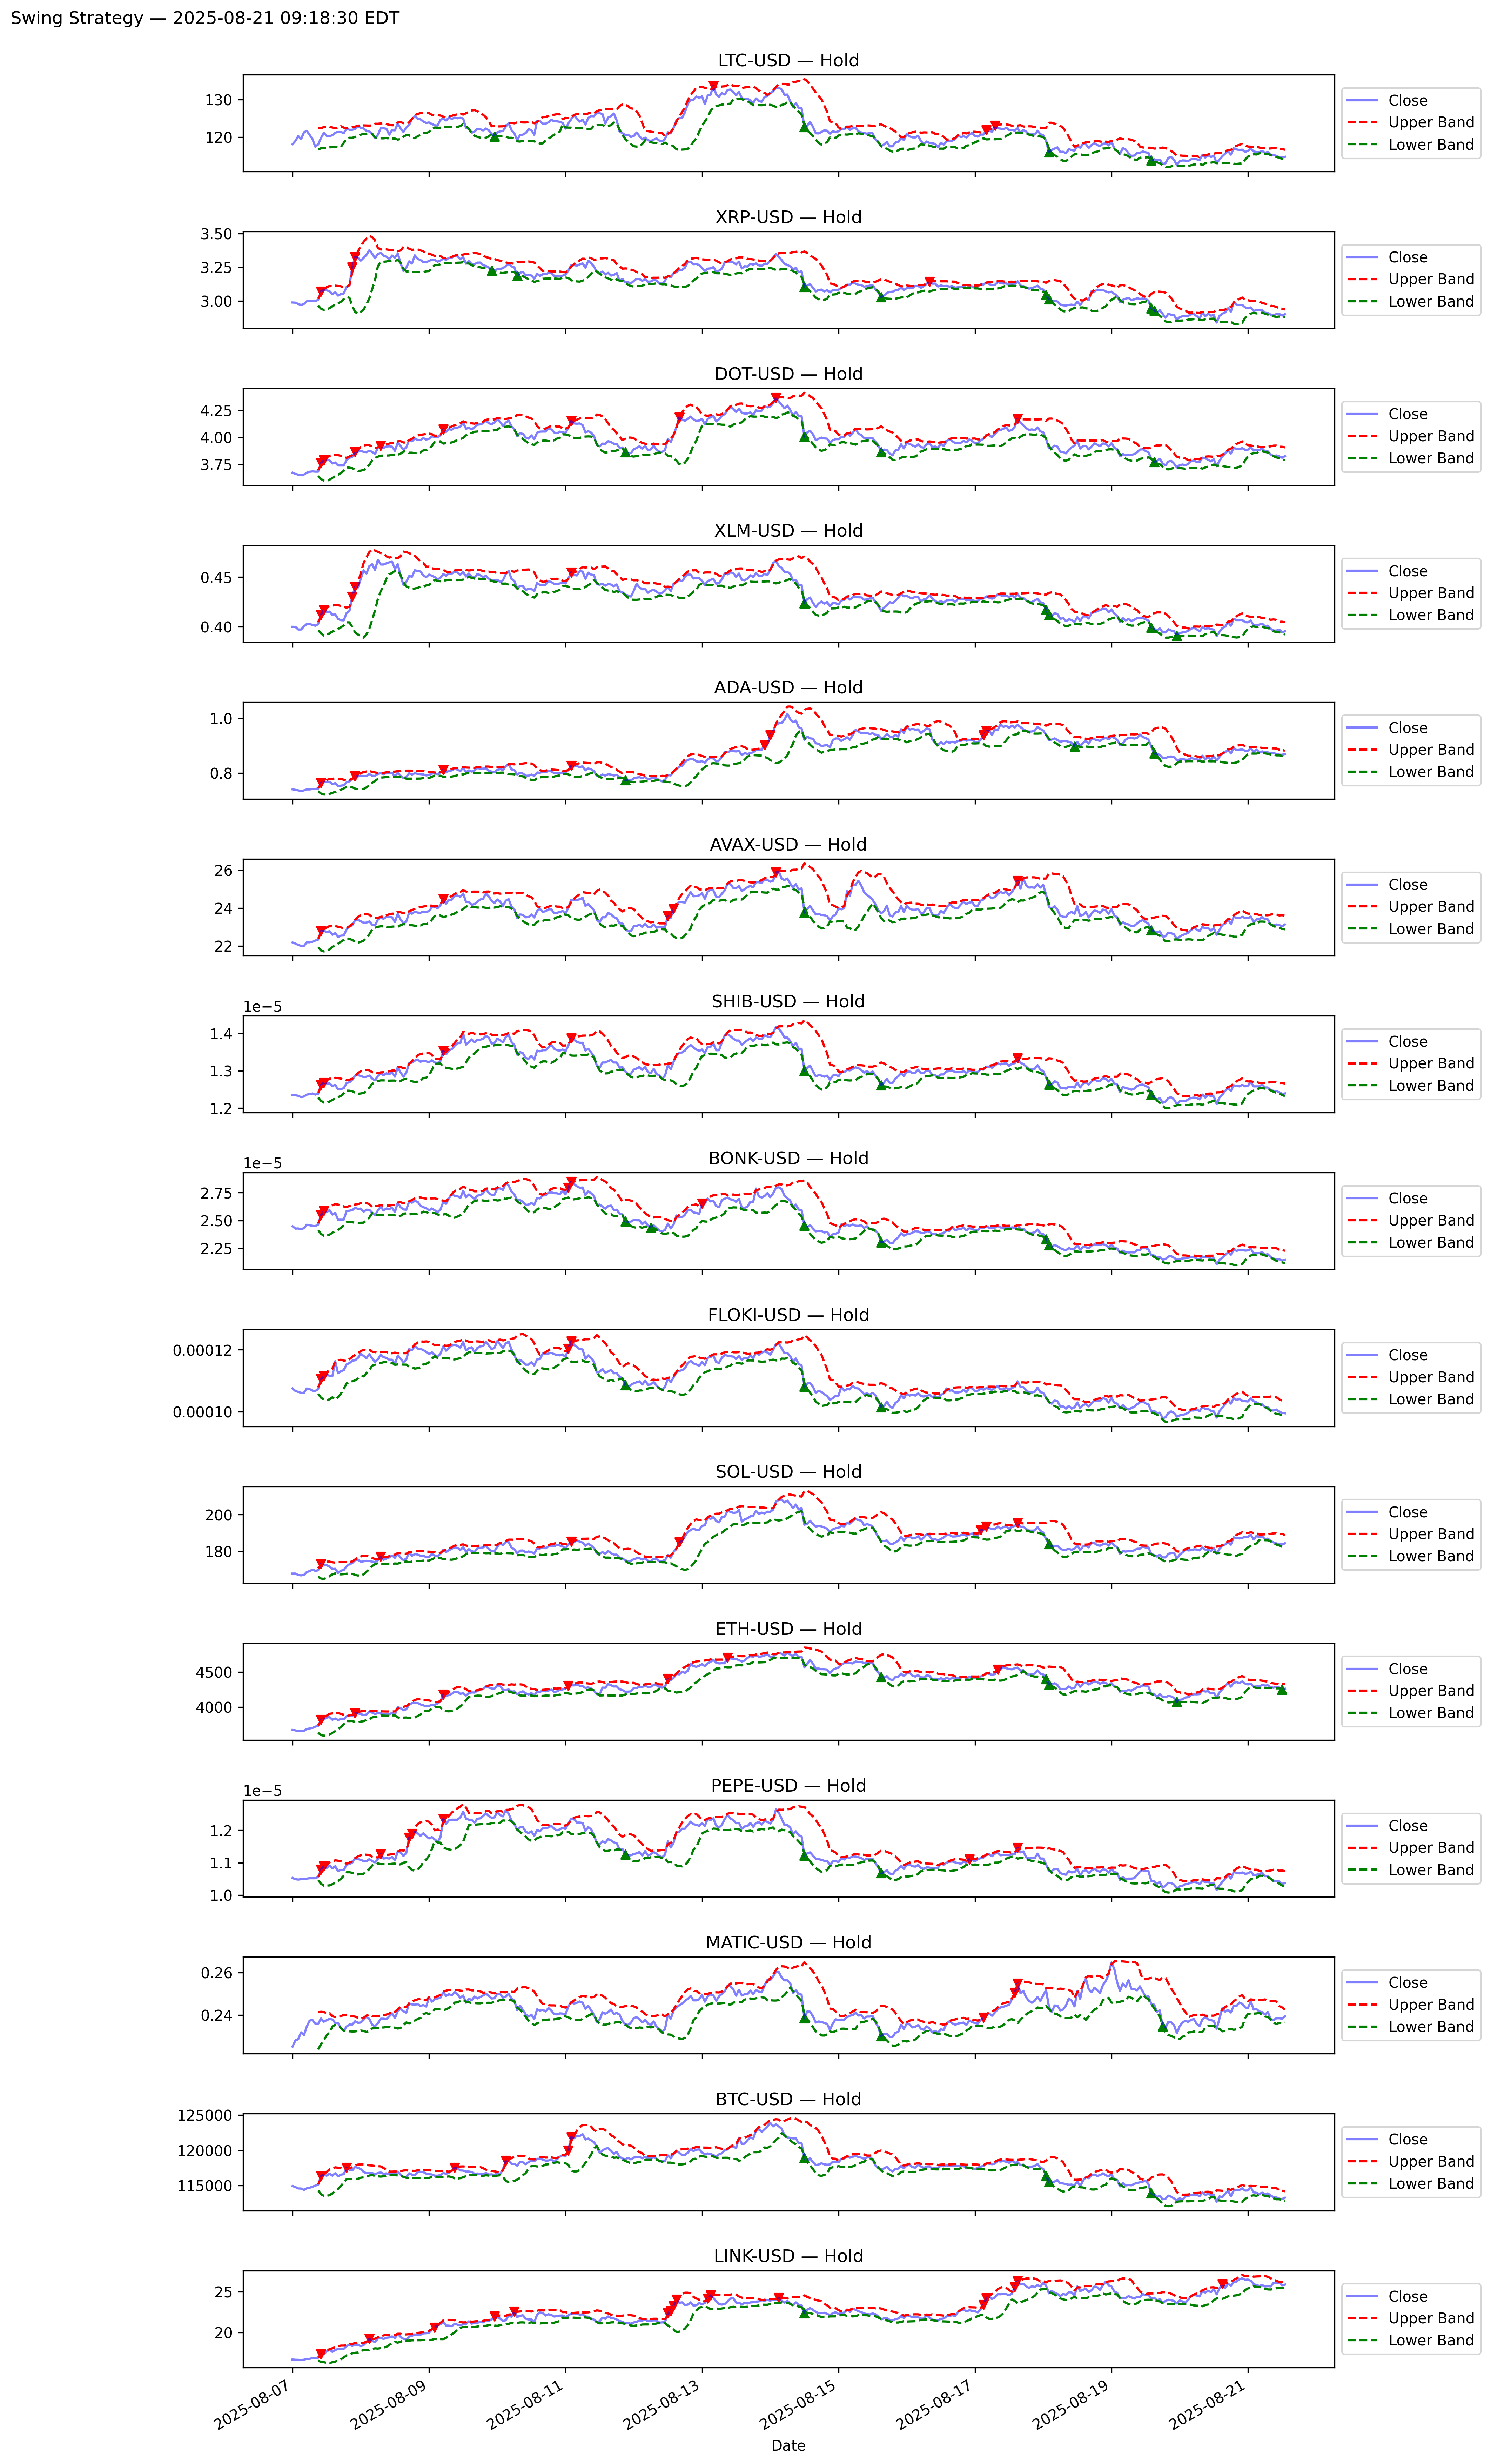 Swing Strategy — 2025-08-21 09:18:30 EDT
LTC-USD — Hold
130
120
Close
Upper Band
Lower Band
XRP-USD — Hold
3.50
3.25
3.00
Close
Upper Band
Lower Band
DOT-USD — Hold
4.25
4.00
3.75
Close
Upper Band
Lower Band
XLM-USD — Hold
0.45
0.40
Close
Upper Band
Lower Band
ADA-USD — Hold
1.0
0.8
Close
Upper Band
Lower Band
AVAX-USD — Hold
26
24
22
Close
Upper Band
Lower Band
SHIB-USD — Hold
1e−5
1.4
1.3
1.2
Close
Upper Band
Lower Band
BONK-USD — Hold
1e−5
2.75
2.50
2.25
Close
Upper Band
Lower Band
FLOKI-USD — Hold
0.00012
0.00010
Close
Upper Band
Lower Band
SOL-USD — Hold
200
180
Close
Upper Band
Lower Band
ETH-USD — Hold
4500
4000
Close
Upper Band
Lower Band
PEPE-USD — Hold
1e−5
1.2
1.1
1.0
Close
Upper Band
Lower Band
MATIC-USD — Hold
0.26
0.24
Close
Upper Band
Lower Band
BTC-USD — Hold
125000
120000
115000
Close
Upper Band
Lower Band
LINK-USD — Hold
25
20
Close
Upper Band
Lower Band
2025-08-07
2025-08-09
2025-08-11
2025-08-13
2025-08-15
2025-08-17
2025-08-19
2025-08-21
Date